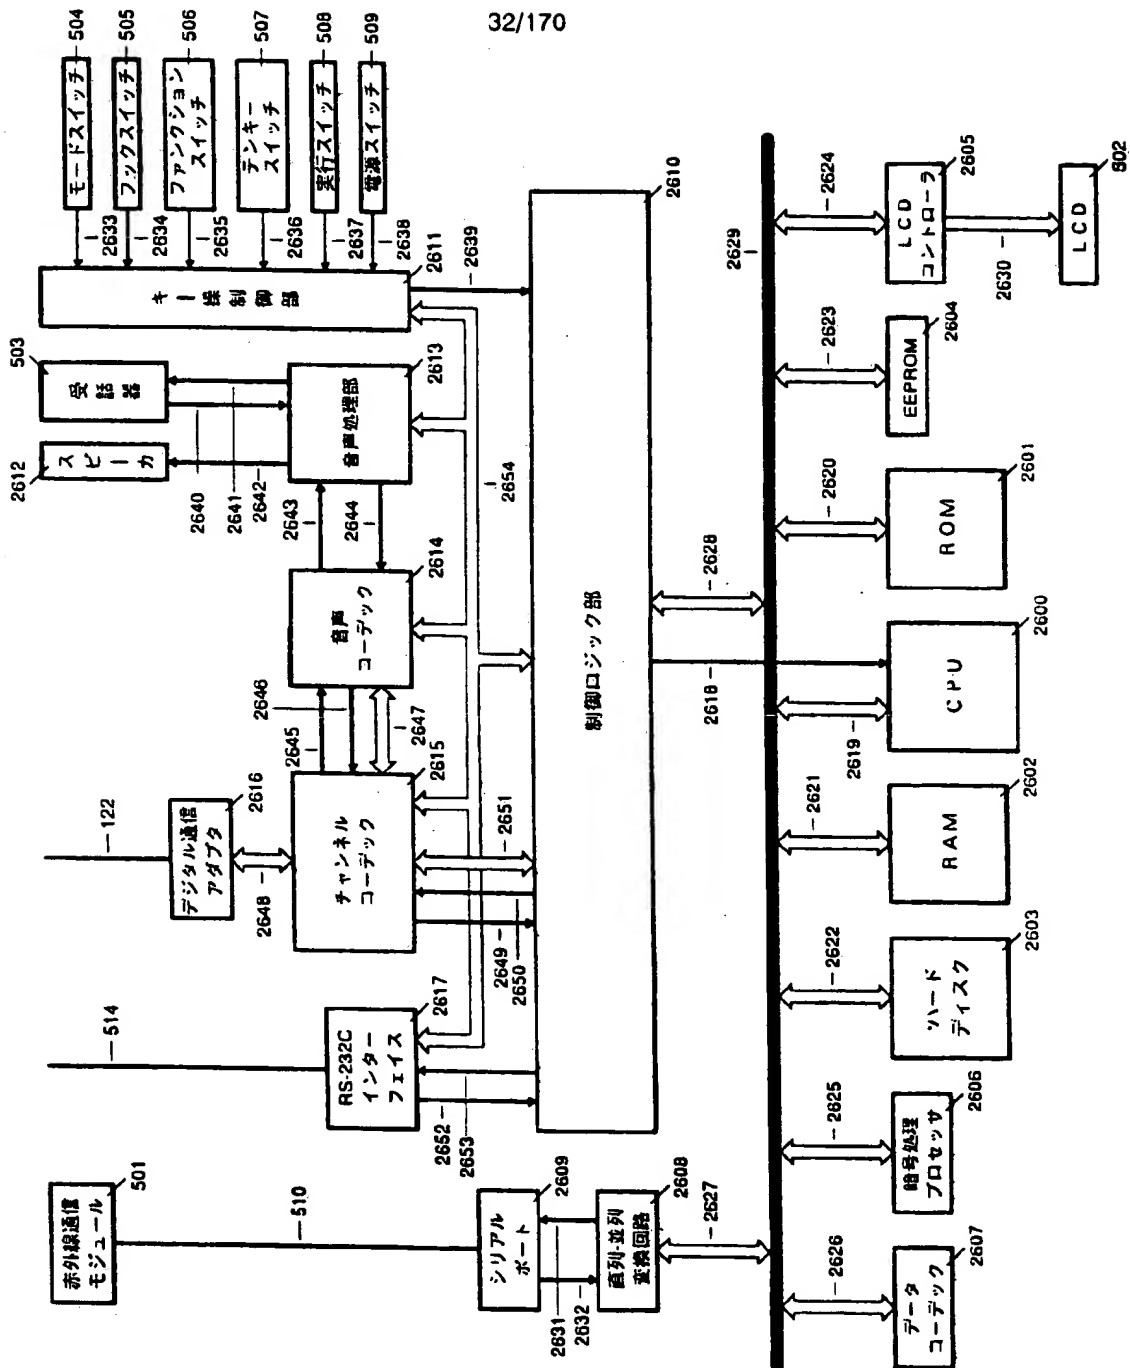 32/170
504
505
506
507
508
509
モードスイッチ
フックスイッチ
ファンクション
スイッチ
テンキー
スイッチ
実行スイッチ
電源スイッチ
2633
2634
2635
2636
2637
2638
2611
2639
キー操制御部
503
受話器
2612
スピーカ
2640
2641
2642
2613
音声処理部
2643
2644
2614
音声
コーデック
2654
2610
制御ロジック部
2645
2646
2647
2615
チャンネル
コーデック
2616
デジタル通信
アダプタ
122
2648
2649
2650
2651
514
2617
RS-232C
インター
フェイス
2652
2653
501
赤外線通信
モジュール
510
2609
シリアル
ポート
2631
2632
2608
直列-並列
変換回路
2627
2629
2628
2618
2624
2605
LCD
コントローラ
2630
502
LCD
2623
2604
EEPROM
2620
2601
ROM
2619
2600
CPU
2621
2602
RAM
2622
2603
ハード
ディスク
2625
2606
暗号処理
プロセッサ
2626
2607
データ
コーデック